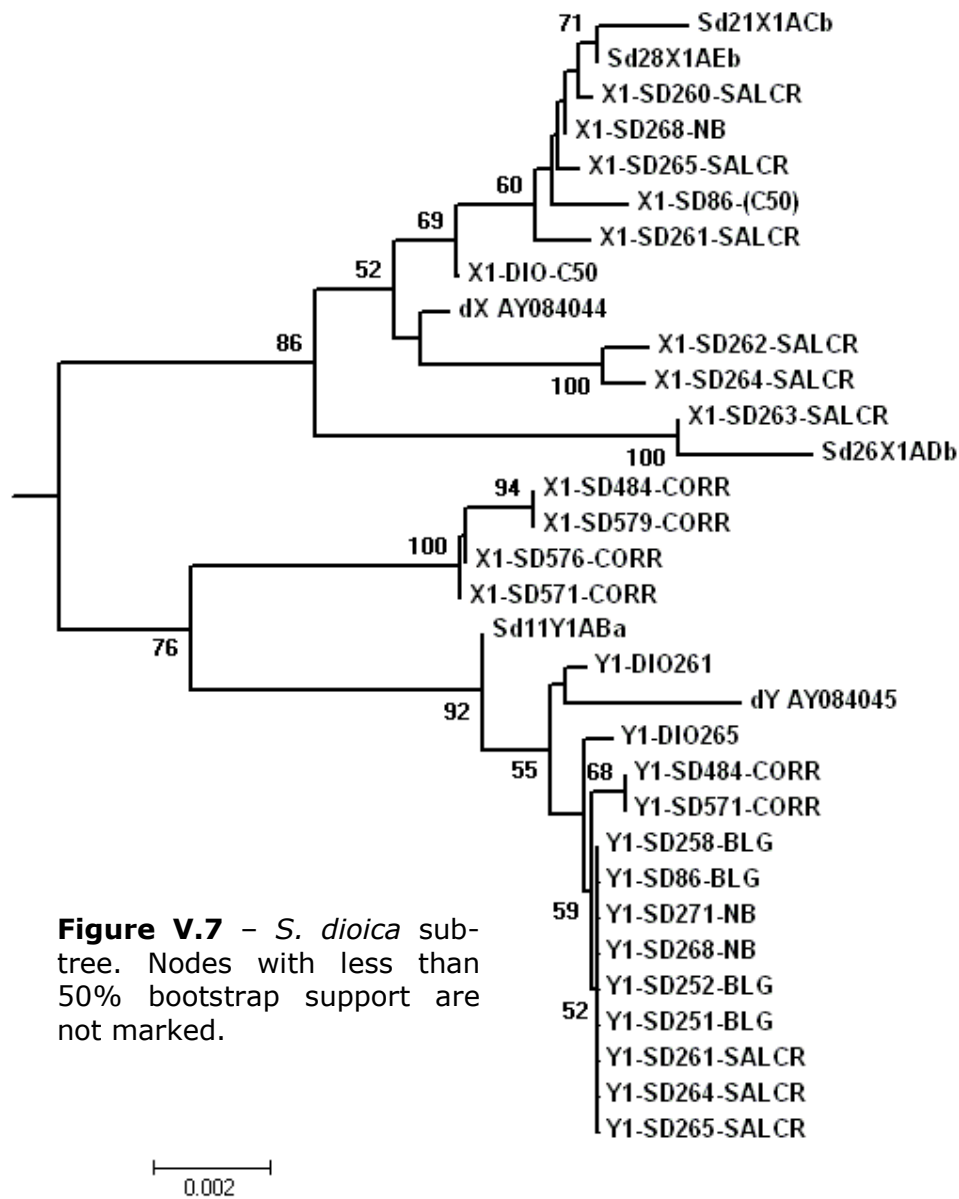 71
Sd21X1ACb
Sd28X1AEb
X1-SD260-SALCR
X1-SD268-NB
X1-SD265-SALCR
60
X1-SD86-(C50)
69
X1-SD261-SALCR
52
X1-DIO-C50
dX AY084044
86
X1-SD262-SALCR
100
X1-SD264-SALCR
X1-SD263-SALCR
100
Sd26X1ADb
94
X1-SD484-CORR
X1-SD579-CORR
100
X1-SD576-CORR
X1-SD571-CORR
76
Sd11Y1ABa
Y1-DIO261
92
dY AY084045
55
Y1-DIO265
68
Y1-SD484-CORR
Y1-SD571-CORR
Y1-SD258-BLG
Y1-SD86-BLG
59
Y1-SD271-NB
Y1-SD268-NB
Y1-SD252-BLG
52
Y1-SD251-BLG
Y1-SD261-SALCR
Y1-SD264-SALCR
Y1-SD265-SALCR
Figure V.7 – S. dioica sub-
tree. Nodes with less than
50% bootstrap support are
not marked.
0.002